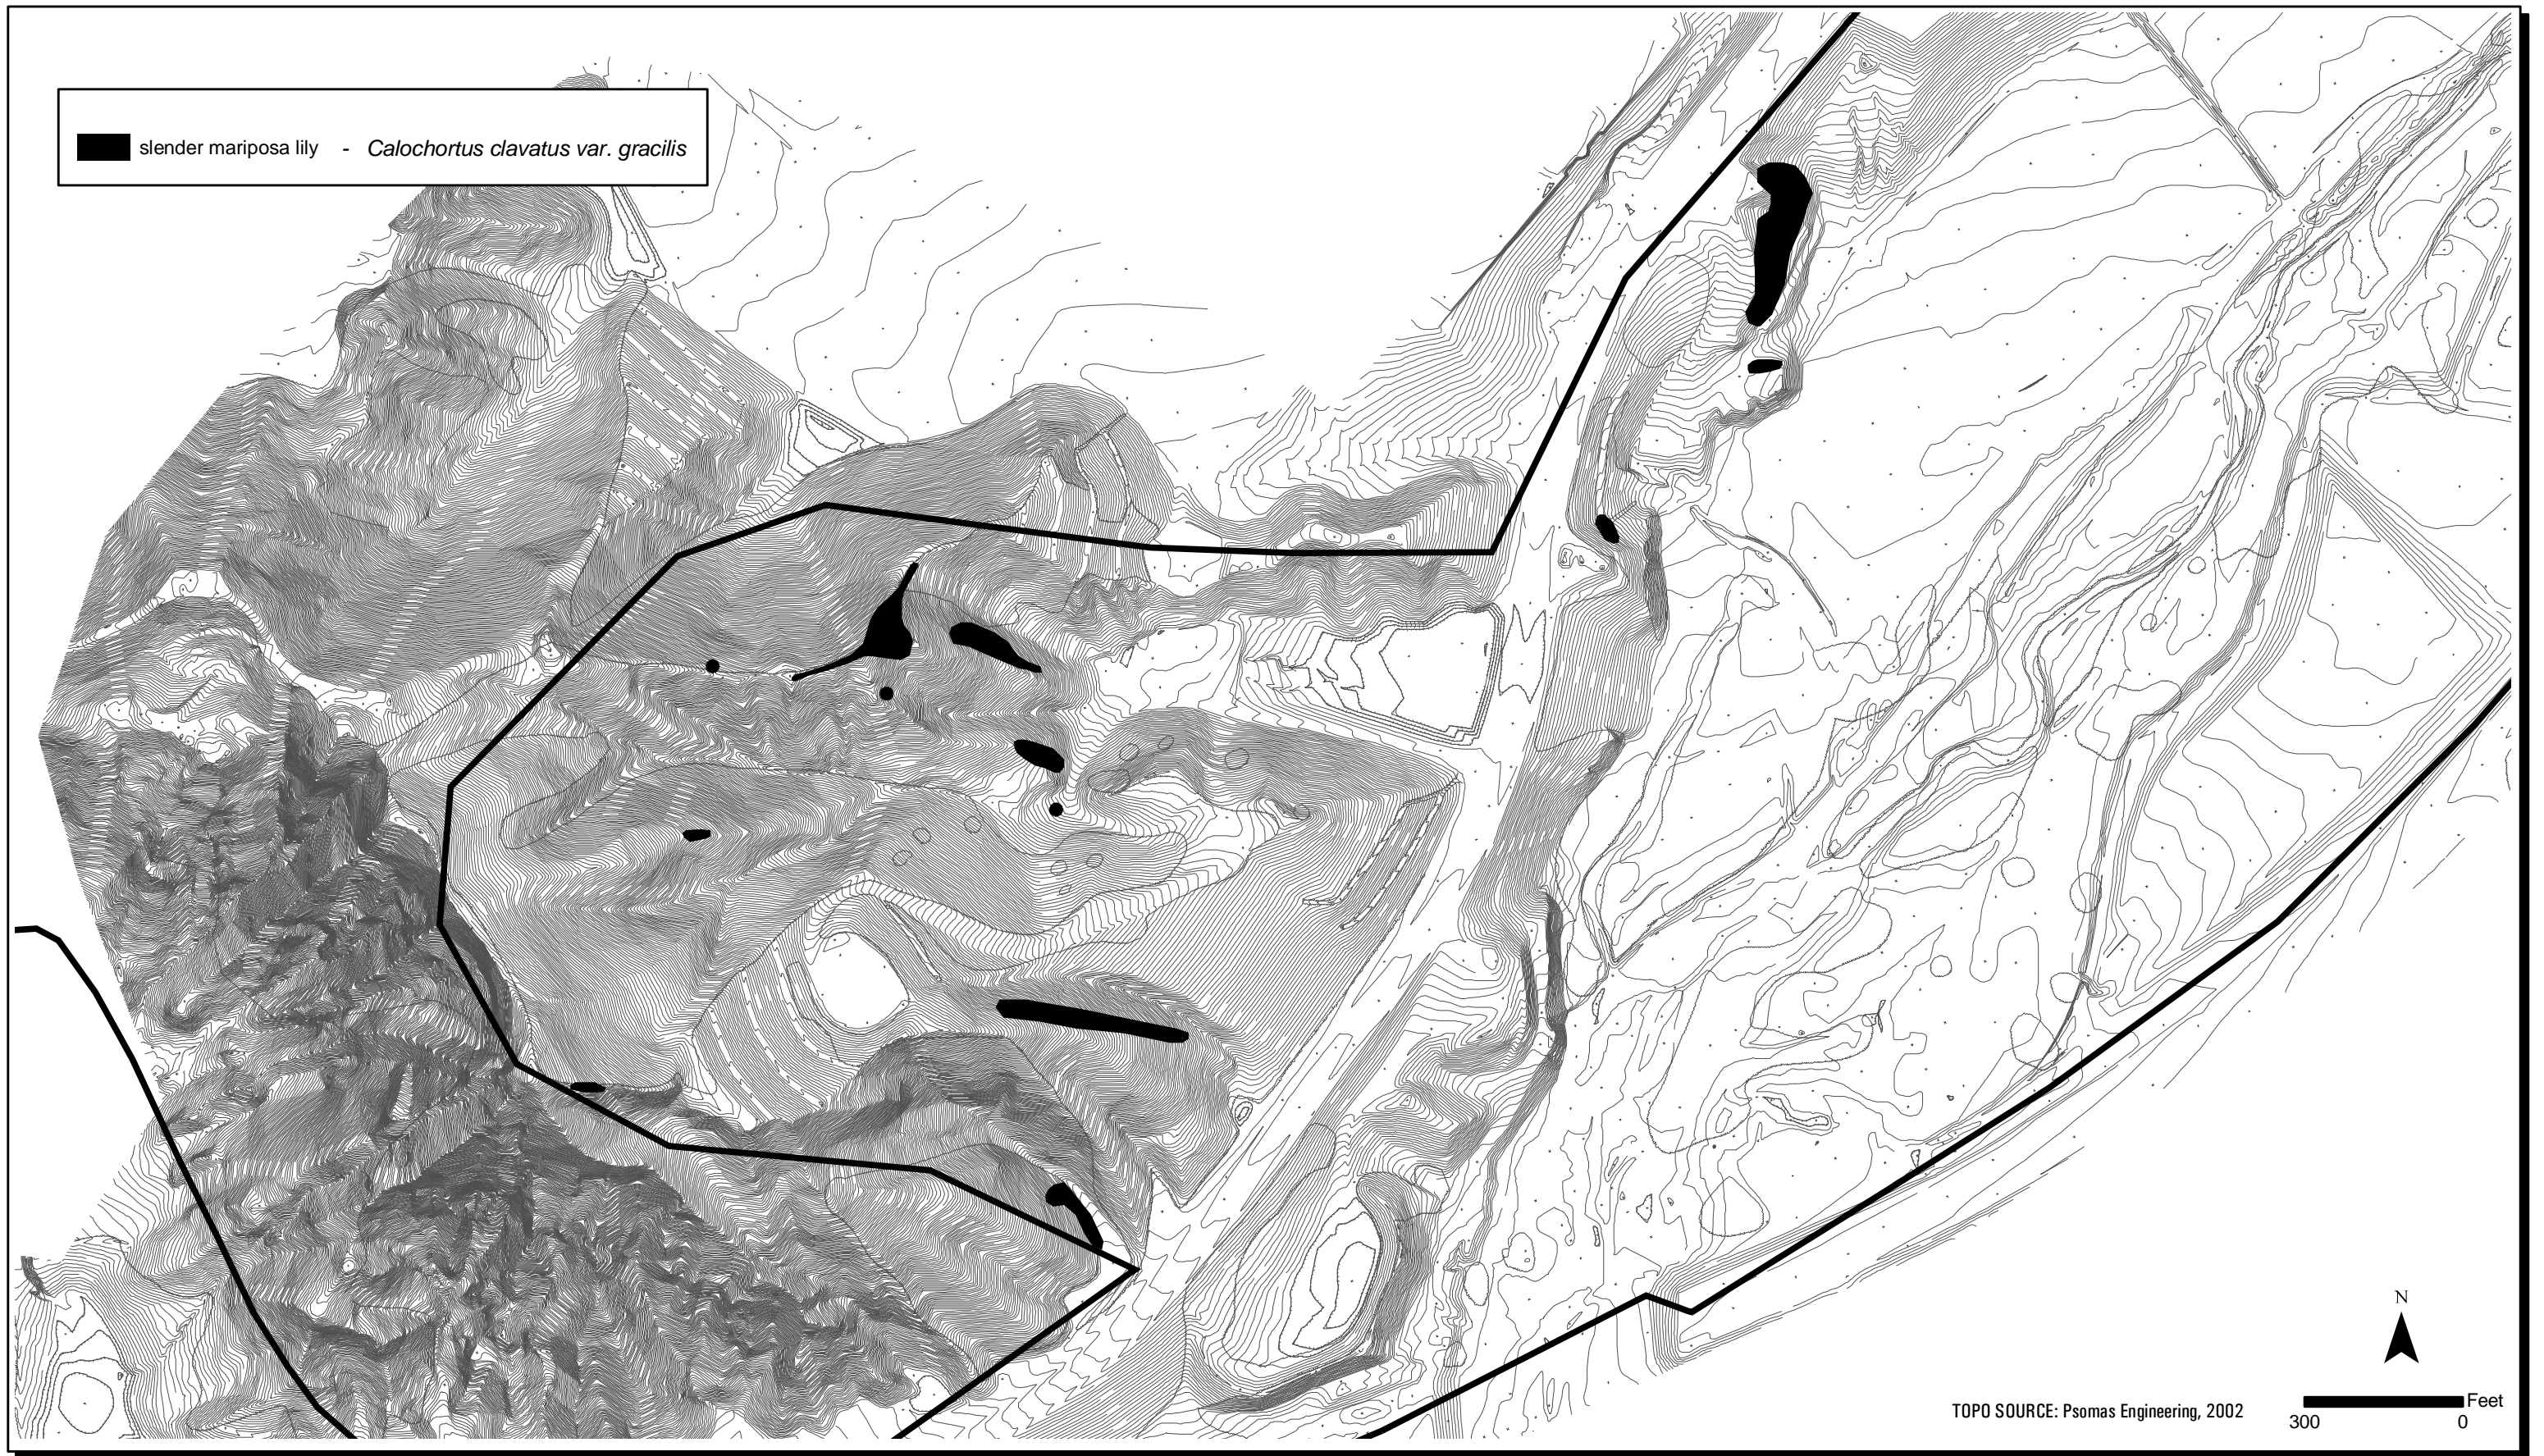 slender mariposa lily - Calochortus clavatus var. gracilis
N
TOPO SOURCE: Psomas Engineering, 2002
Feet
300 0